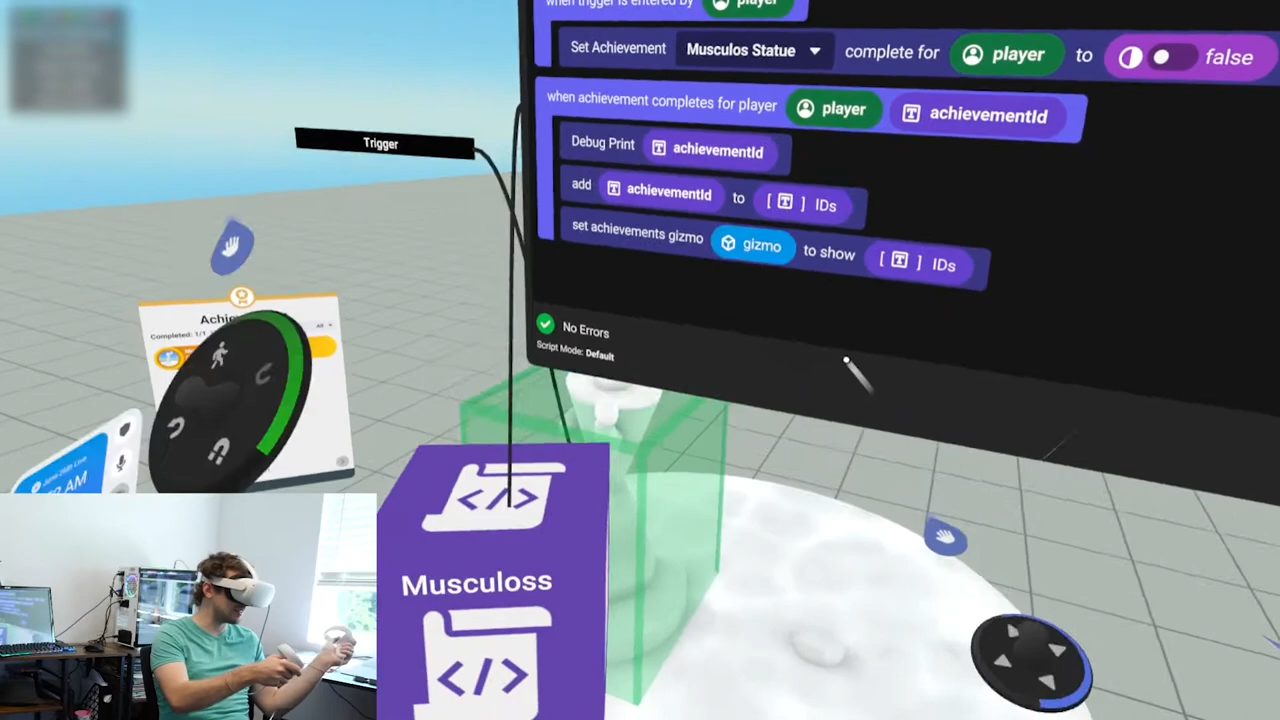 when trigger is entered by player
Set Achievement Musculos Statue complete for player to false
when achievement completes for player player achievementId
Trigger
Debug Print achievementId
add achievementId to [ T ] IDs
set achievements gizmo gizmo to show [ T ] IDs
No Errors
Script Mode: Default
Completed: 1/1
All
AM
Musculoss